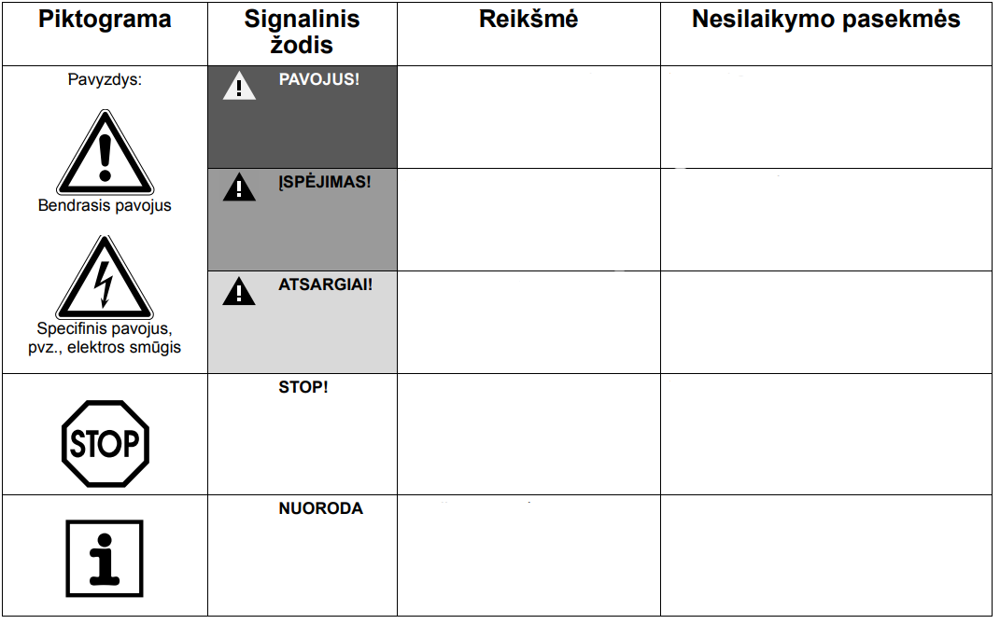 Piktograma
Signalinis
žodis
Reikšmė
Nesilaikymo pasekmės
Pavyzdys:
Bendrasis pavojus
Specifinis pavojus,
pvz., elektros smūgis
PAVOJUS!
ĮSPĖJIMAS!
ATSARGIAI!
STOP
STOP!
NUORODA